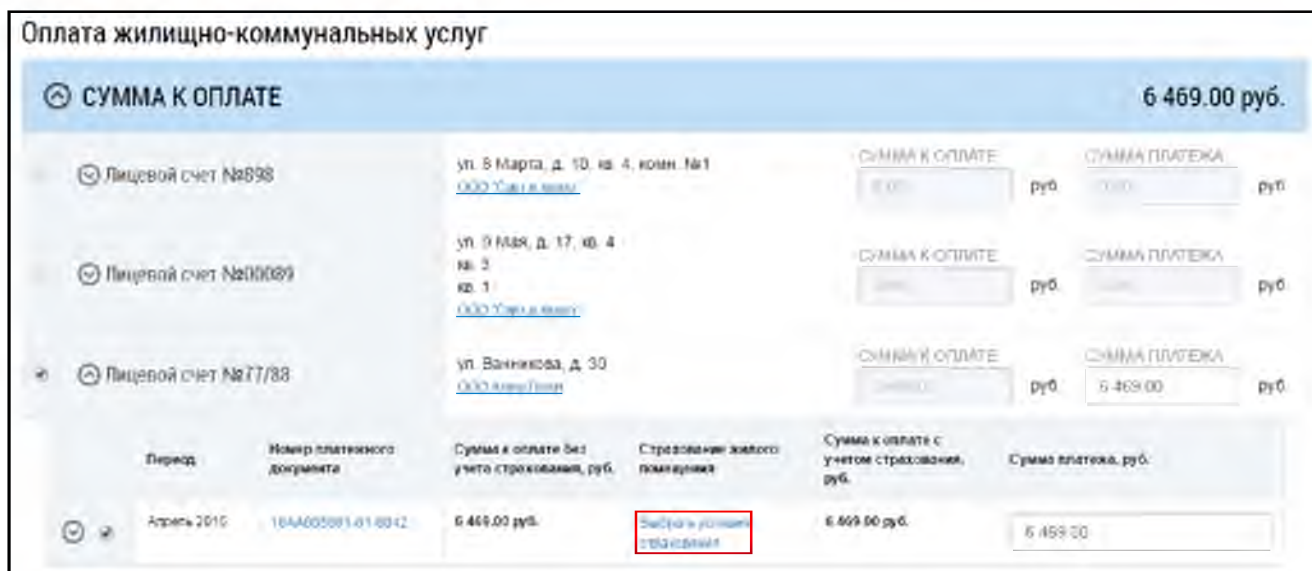 Оплата жилищно-коммунальных услуг
СУММА К ОПЛАТЕ 6 469.00 руб.
Лицевой счет №898 ул. 8 Марта, д. 10, кв. 4, комн. №1 СУММА К ОПЛАТЕ руб. СУММА ПЛАТЕЖА руб.
ООО
Лицевой счет №00089 ул. 9 Мая, д. 17, кв. 4 СУММА К ОПЛАТЕ руб. СУММА ПЛАТЕЖА руб.
кв. 3
кв. 1
ООО
Лицевой счет №77/88 ул. Ванникова, д. 30 СУММА К ОПЛАТЕ руб. СУММА ПЛАТЕЖА 6 469.00 руб.
ООО
Период Номер платежного документа Сумма к оплате без учета страхования, руб. Страхование жилого помещения Сумма к оплате с учетом страхования, руб. Сумма платежа, руб.
Апрель 6 469.00 руб. Выбрать условия страхования 6 469.00 руб. 6 469.00